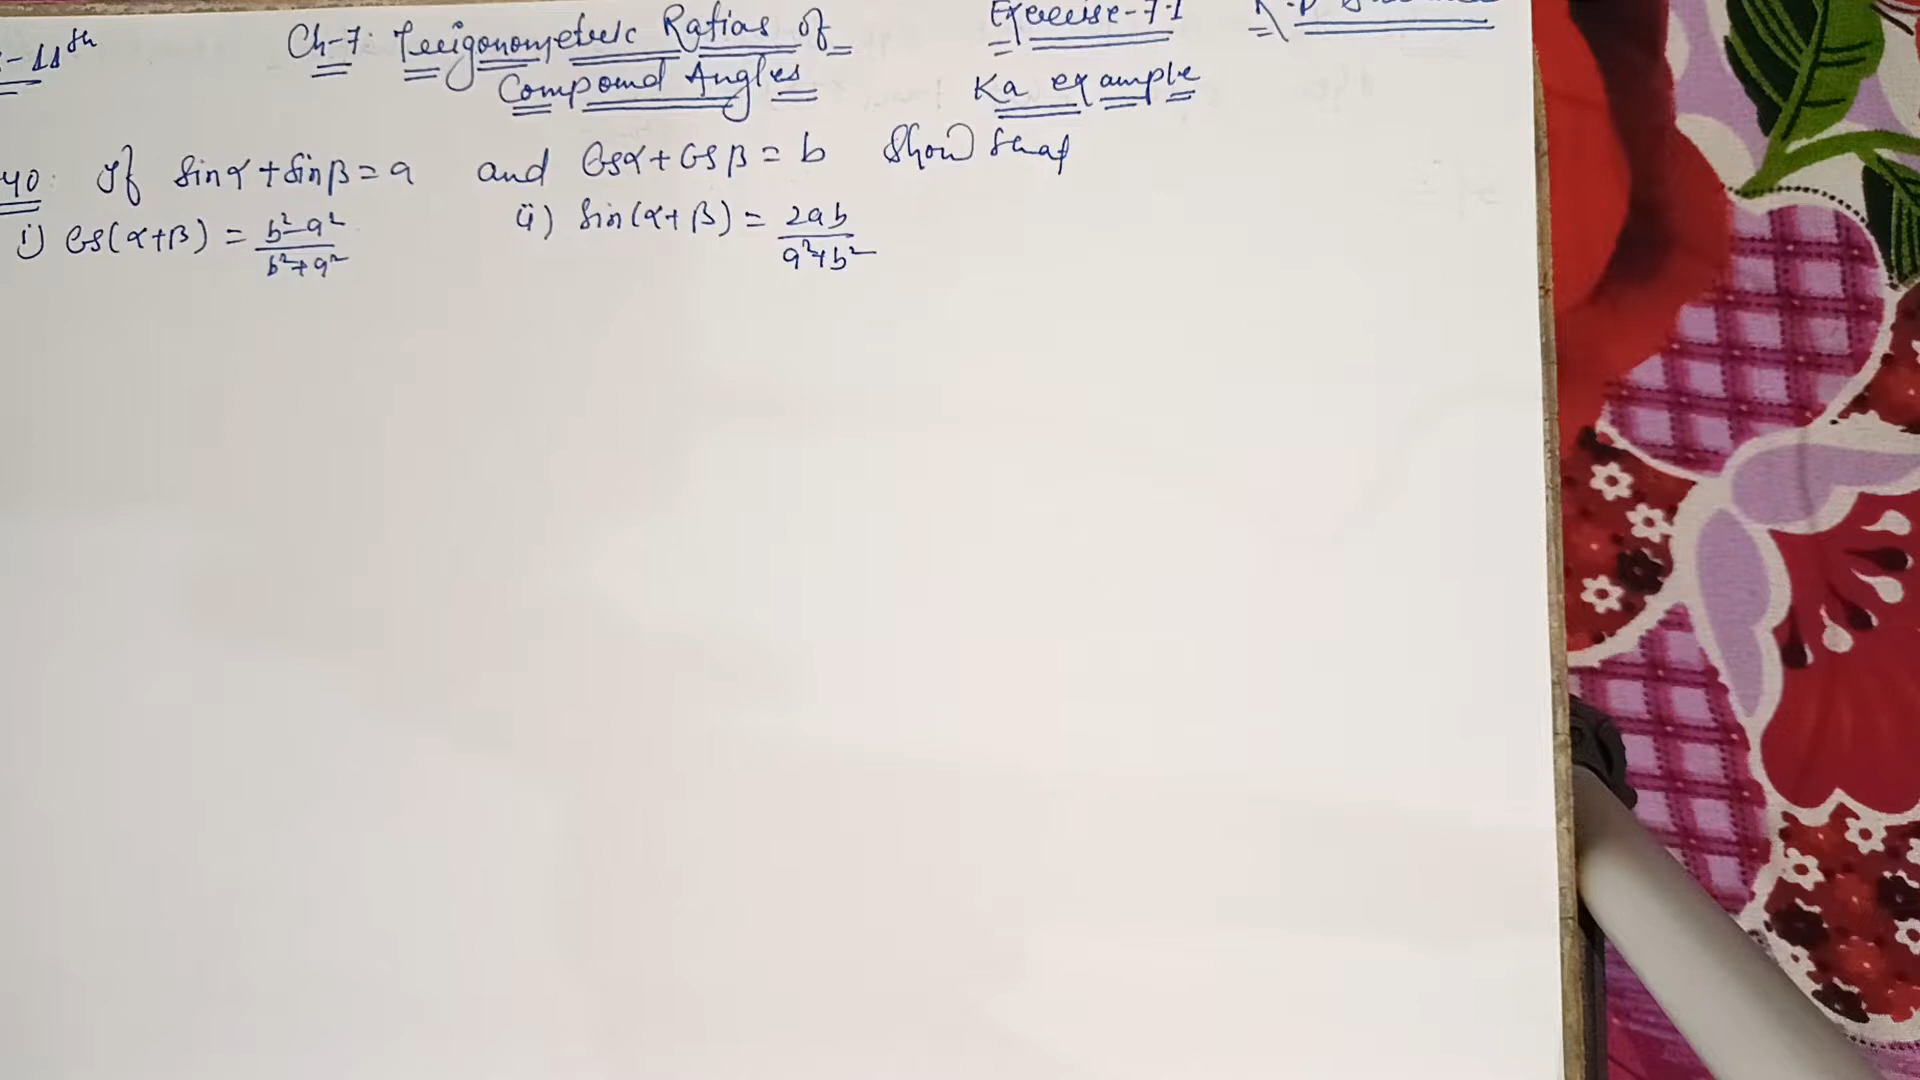 -11th Ch-7: Trigonometric Ratios of Exercise-7.1
Compound Angles Ka example
40: If Sinα + Sinβ = a and Cosα + Cosβ = b Show that
i) Cos(α+β) = b²-a² / b²+a² ii) Sin(α+β) = 2ab / a²+b²